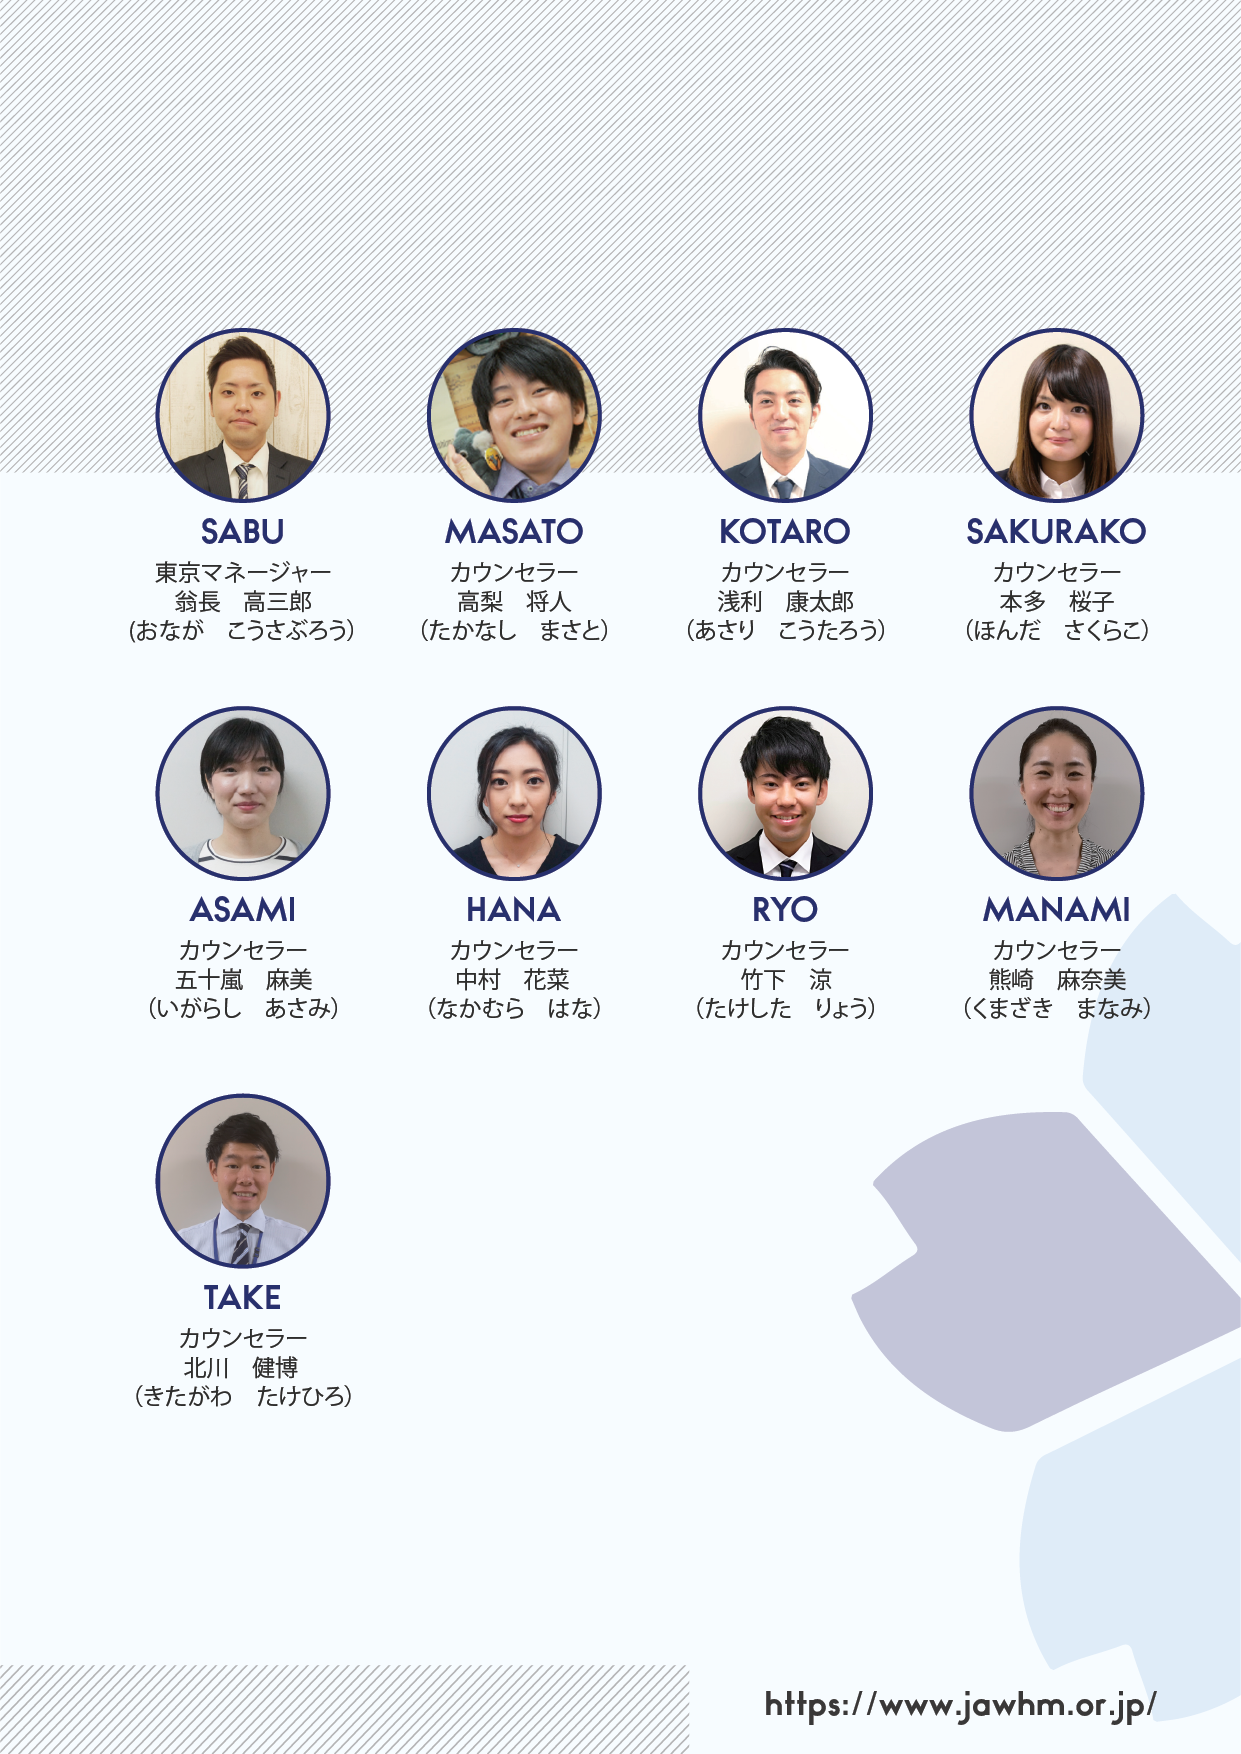 SABU
東京マネージャー
翁長　高三郎
(おなが　こうさぶろう)
MASATO
カウンセラー
高梨　将人
(たかなし　まさと)
KOTARO
カウンセラー
浅利　康太郎
(あさり　こうたろう)
SAKURAKO
カウンセラー
本多　桜子
(ほんだ　さくらこ)
ASAMI
カウンセラー
五十嵐　麻美
(いがらし　あさみ)
HANA
カウンセラー
中村　花菜
(なかむら　はな)
RYO
カウンセラー
竹下　涼
(たけした　りょう)
MANAMI
カウンセラー
熊崎　麻奈美
(くまざき　まなみ)
TAKE
カウンセラー
北川　健博
(きたがわ　たけひろ)
https://www.jawhm.or.jp/